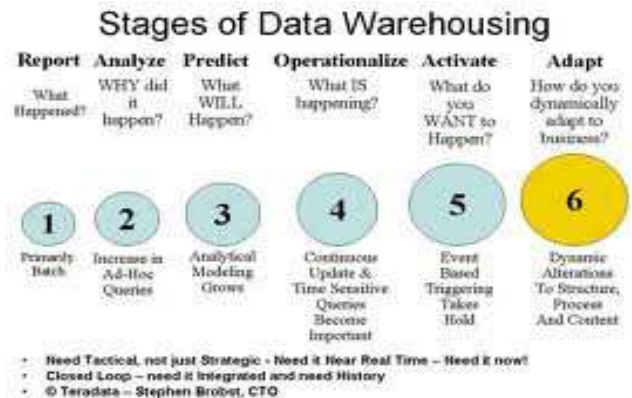 Stages of Data Warehousing
Report Analyze Predict Operationalize Activate Adapt
What Happened?
WHY did it happen?
What WILL Happen?
What IS happening?
What do you WANT to Happen?
How do you dynamically adapt to business?
1 2 3 4 5 6
Primarily Batch
Increase in Ad-Hoc Queries
Analytical Modeling Grows
Continuous Update & Time Sensitive Queries Become Important
Event Based Triggering Takes Hold
Dynamic Alterations To Structure, Process And Content
• Need Tactical, not just Strategic - Need it Near Real Time – Need it now!
• Closed Loop – need it Integrated and need History
• © Teradata – Stephen Brobst, CTO